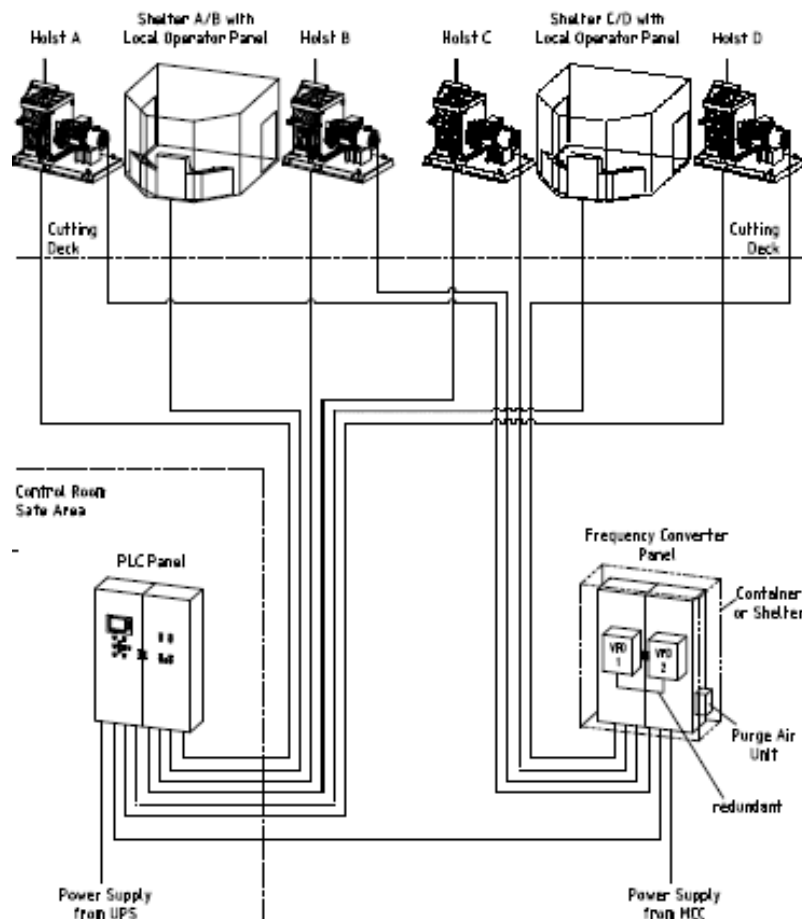 Hoist A
Shelter A/B with
Local Operator Panel
Hoist B
Hoist C
Shelter C/D with
Local Operator Panel
Hoist D
Cutting
Deck
Cutting
Deck
Control Room
Safe Area
PLC Panel
Frequency Converter
Panel
Container
or Shelter
VFD
1
VFD
2
Purge Air
Unit
redundant
Power Supply
from UPS
Power Supply
from MCC